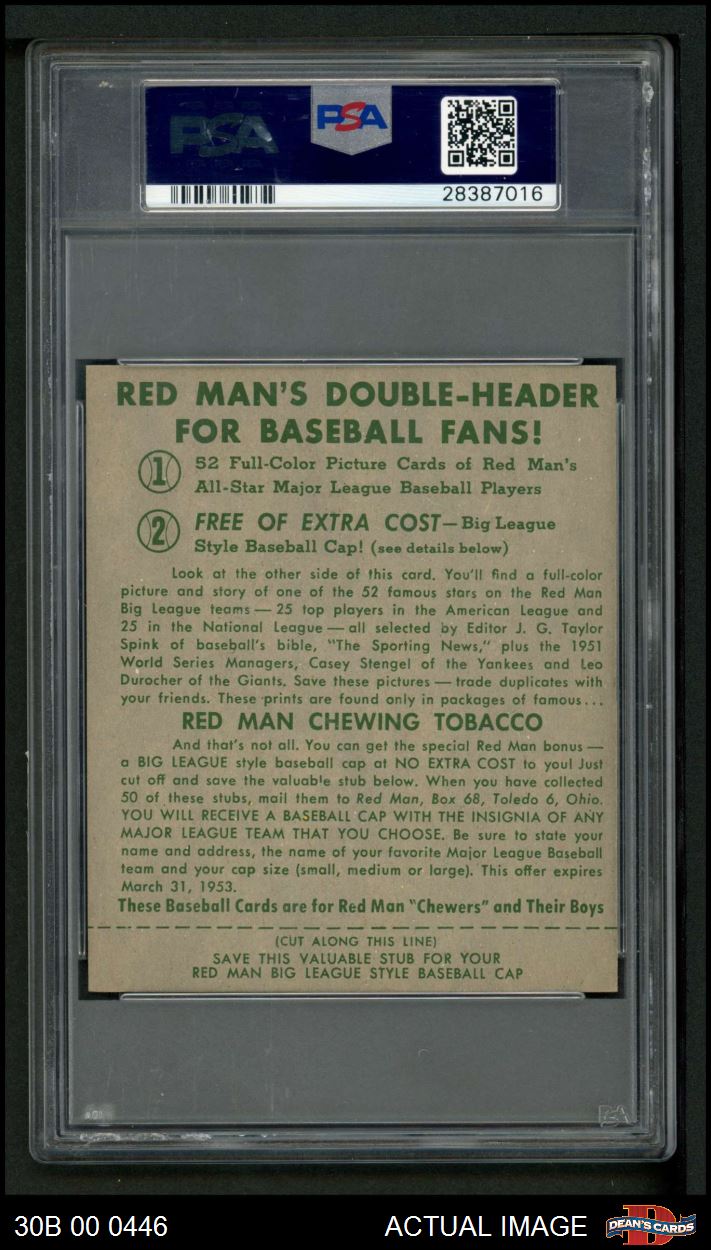 PSA
PSA
28387016
RED MAN'S DOUBLE-HEADER
FOR BASEBALL FANS!
1 52 Full-Color Picture Cards of Red Man's
All-Star Major League Baseball Players
2 FREE OF EXTRA COST—Big League
Style Baseball Cap! (see details below)
Look at the other side of this card. You'll find a full-color
picture and story of one of the 52 famous stars on the Red Man
Big League teams — 25 top players in the American League and
25 in the National League — all selected by Editor J. G. Taylor
Spink of baseball's bible, "The Sporting News," plus the 1951
World Series Managers, Casey Stengel of the Yankees and Leo
Durocher of the Giants. Save these pictures — trade duplicates with
your friends. These prints are found only in packages of famous...
RED MAN CHEWING TOBACCO
And that's not all. You can get the special Red Man bonus —
a BIG LEAGUE style baseball cap at NO EXTRA COST to you! Just
cut off and save the valuable stub below. When you have collected
50 of these stubs, mail them to Red Man, Box 68, Toledo 6, Ohio.
YOU WILL RECEIVE A BASEBALL CAP WITH THE INSIGNIA OF ANY
MAJOR LEAGUE TEAM THAT YOU CHOOSE. Be sure to state your
name and address, the name of your favorite Major League Baseball
team and your cap size (small, medium or large). This offer expires
March 31, 1953.
These Baseball Cards are for Red Man "Chewers" and Their Boys
(CUT ALONG THIS LINE)
SAVE THIS VALUABLE STUB FOR YOUR
RED MAN BIG LEAGUE STYLE BASEBALL CAP
PSA
30B 00 0446
ACTUAL IMAGE
DEAN'S CARDS